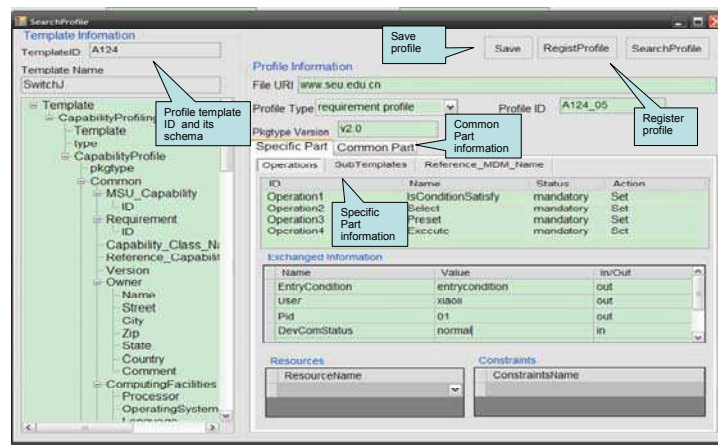 SearchProfile
Template Infomation
TemplateID A124
Template Name
SwitchJ
Template
CapabilityProfiling
Template
type
CapabilityProfile
pkgtype
Common
MSU_Capability
ID
Requirement
ID
Capability_Class_Na
Reference_Capabilit
Version
Owner
Name
Street
City
Zip
State
Country
Comment
ComputingFacilities
Processor
OperatingSystem
Language
Profile template
ID and its
schema
Save
profile
Save RegistProfile SearchProfile
Register
profile
Profile Information
File URI www.seu.edu.cn
Profile Type requirement profile Profile ID A124_05
Pkgtype Version v2.0
Common
Part
information
Specific Part Common Part
Operations SubTemplates Reference_MDM_Name
ID Name Status Action
Operation1 IsConditionSatisfy mandatory Set
Operation2 Select mandatory Set
Operation3 Preset mandatory Set
Operation4 Execute mandatory Set
Specific
Part
information
Exchanged Information
Name Value In/Out
EntryCondition entrycondition out
User xiaoli out
Pid 01 out
DevComStatus normal in
Resources Constraints
ResourceName ConstraintsName